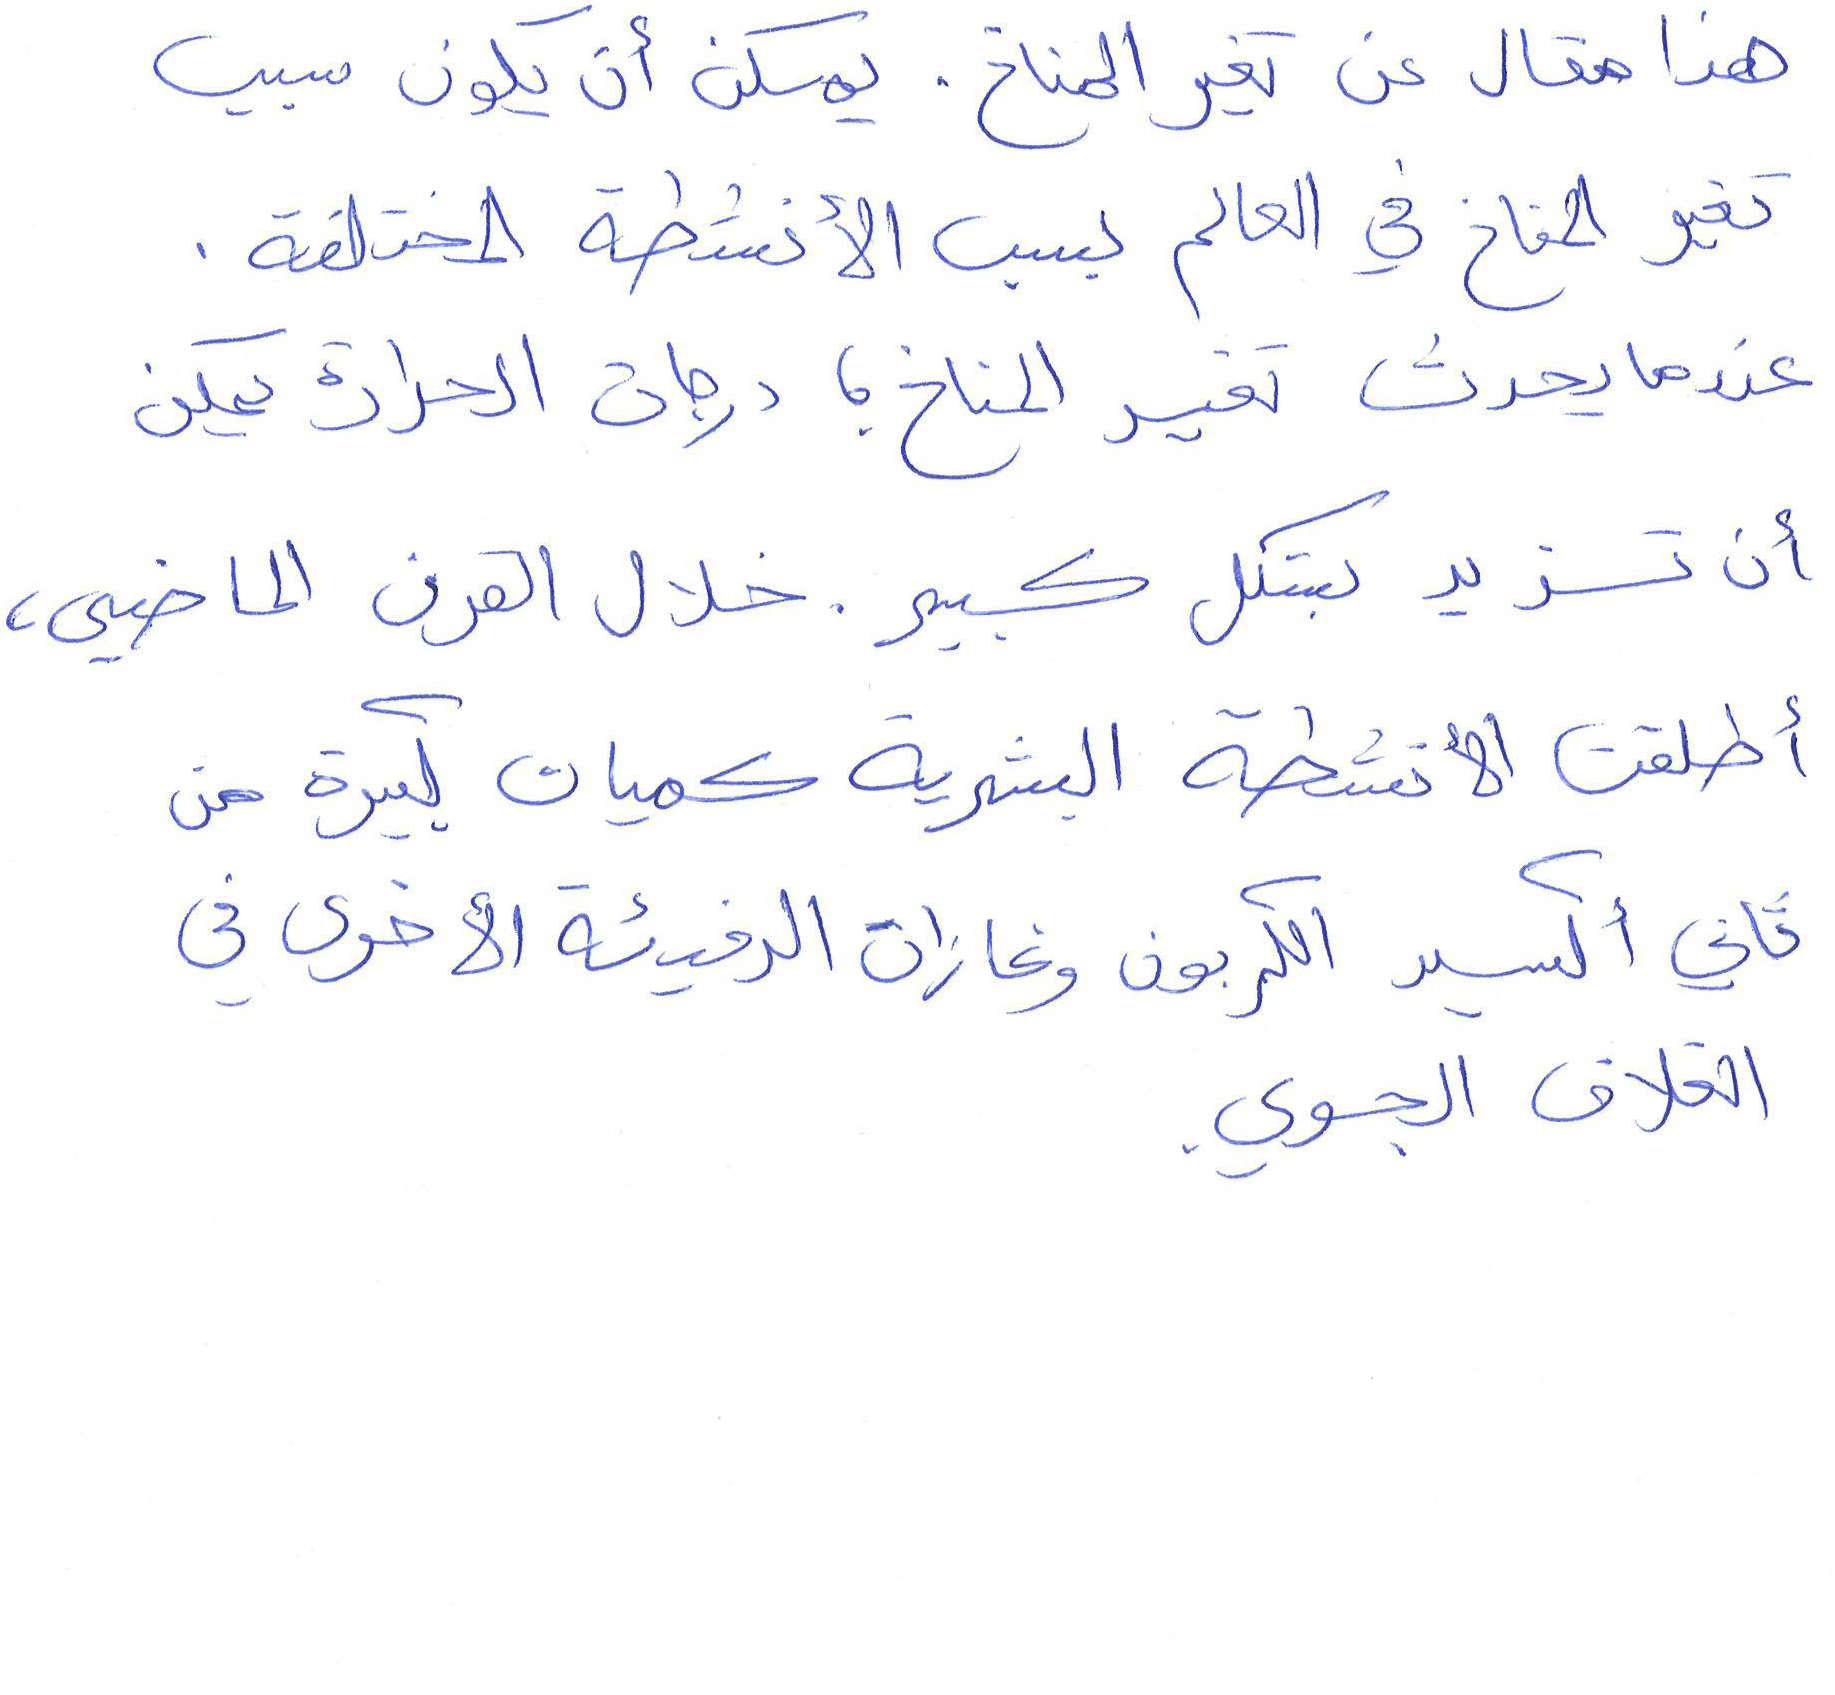 هذا مقال عن تغير المناخ. يمكن أن يكون سبب
تغير المناخ في العالم بسبب الأنشطة المختلفة.
عندما يحدث تغير المناخ، درجات الحرارة يمكن
أن تزيد بشكل كبير. خلال القرن الماضي،
أطلقت الأنشطة البشرية كميات كبيرة من
ثاني أكسيد الكربون وغازات الدفيئة الأخرى في
الغلاف الجوي.